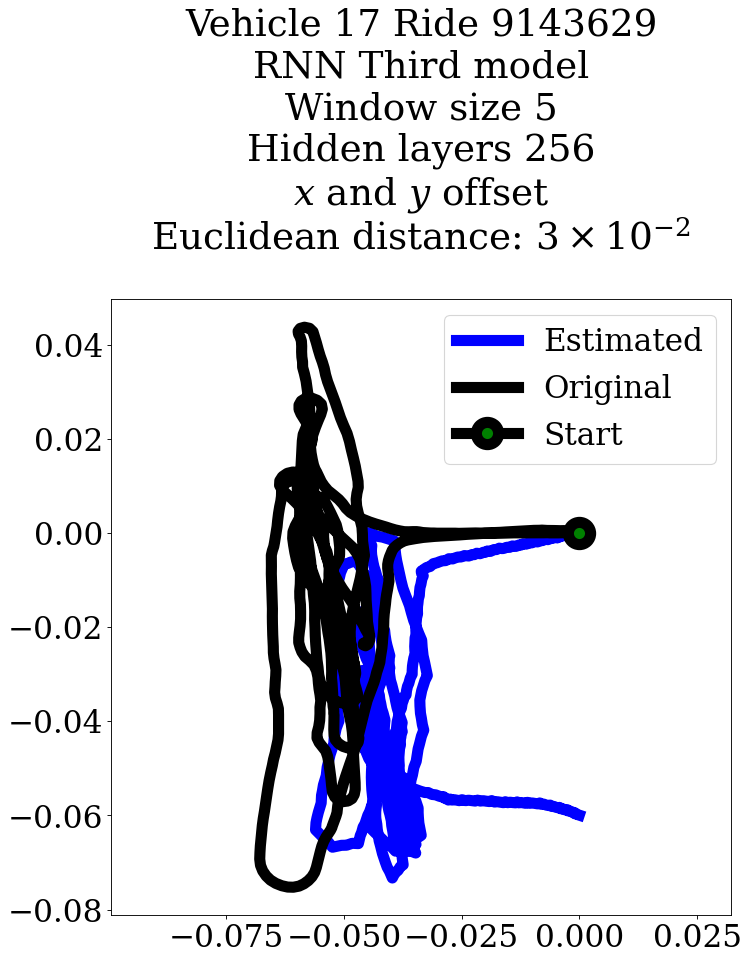 Vehicle 17 Ride 9143629
RNN Third model
Window size 5
Hidden layers 256
x and y offset
Euclidean distance: 3 × 10⁻²
Estimated
Original
Start
0.04
0.02
0.00
−0.02
−0.04
−0.06
−0.08
−0.075 −0.050 −0.025 0.000 0.025